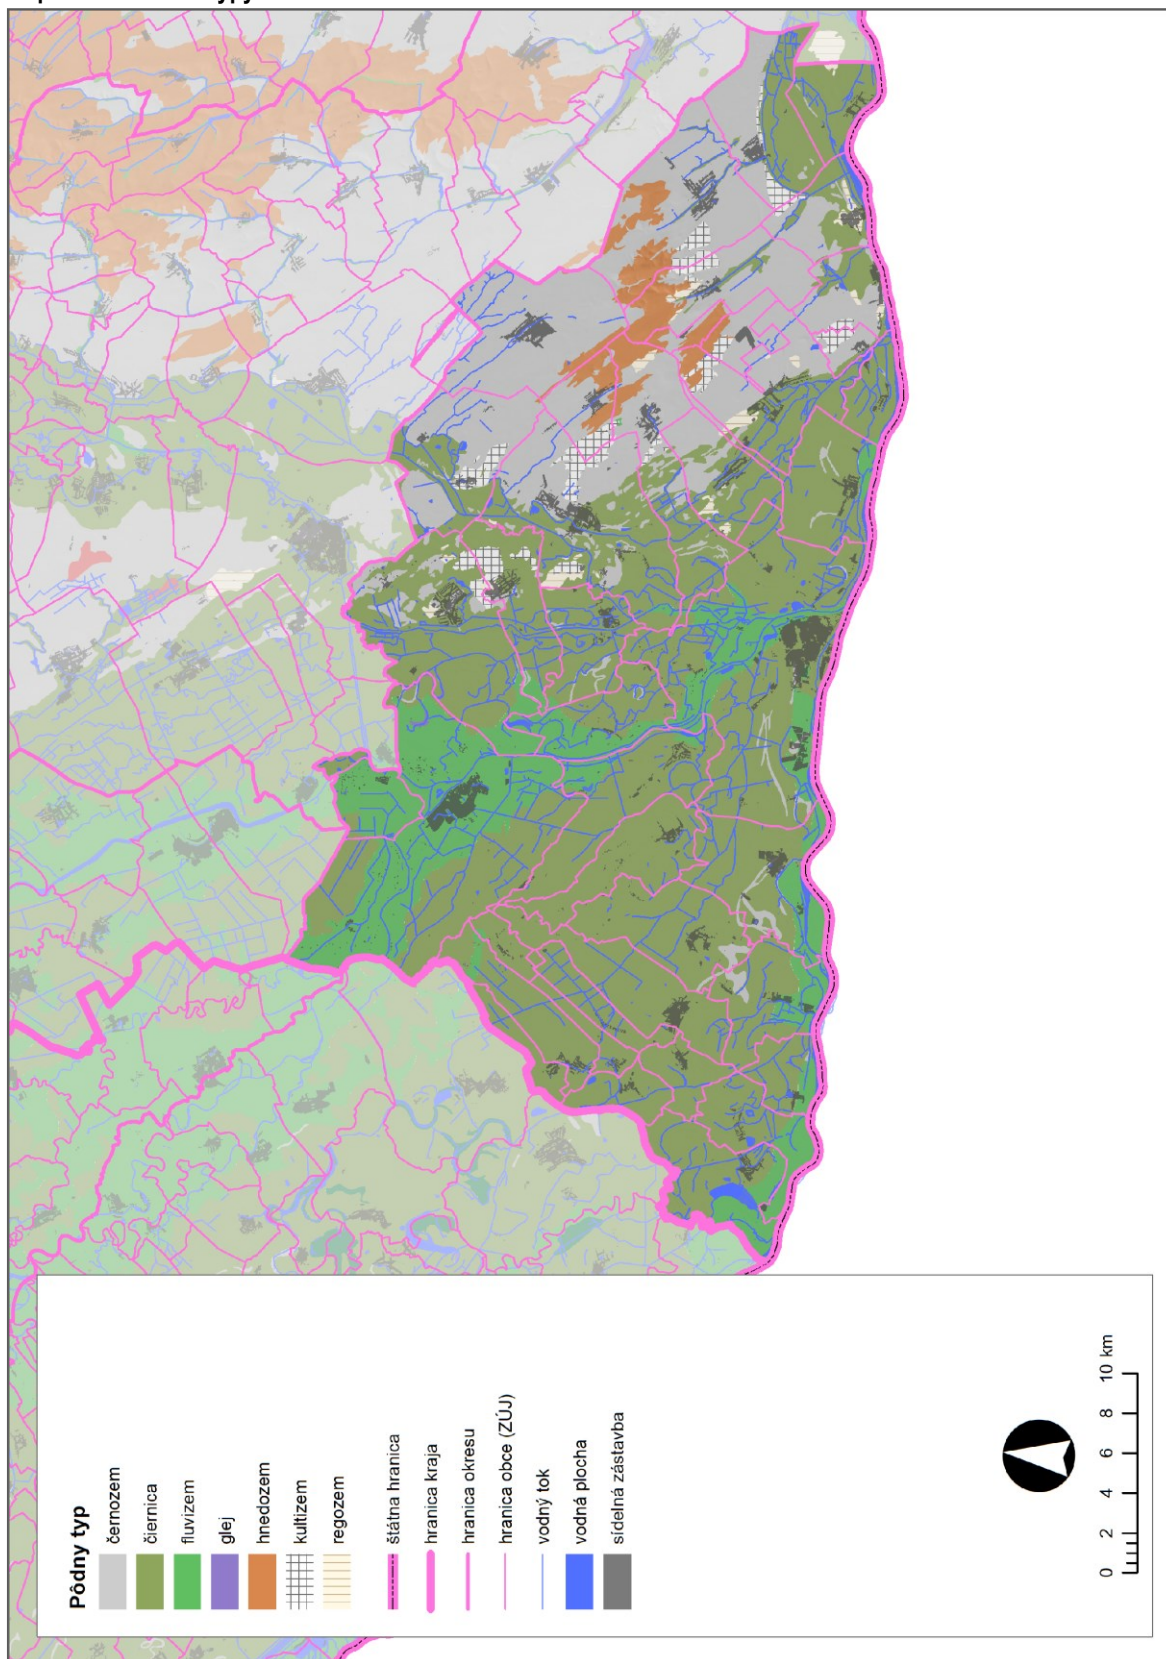 Pôdny typ
černozem
čiernica
fluvizem
glej
hnedozem
kultizem
regozem
štátna hranica
hranica kraja
hranica okresu
hranica obce (ZÚJ)
vodný tok
vodná plocha
sídelná zástavba
0 2 4 6 8 10 km